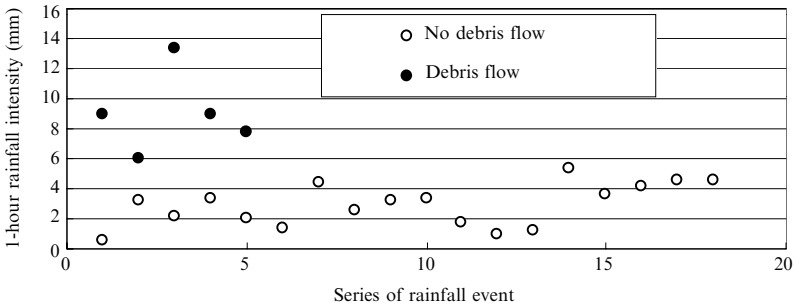 1-hour rainfall intensity (mm)
16
14
12
10
8
6
4
2
0
No debris flow
Debris flow
0 5 10 15 20
Series of rainfall event